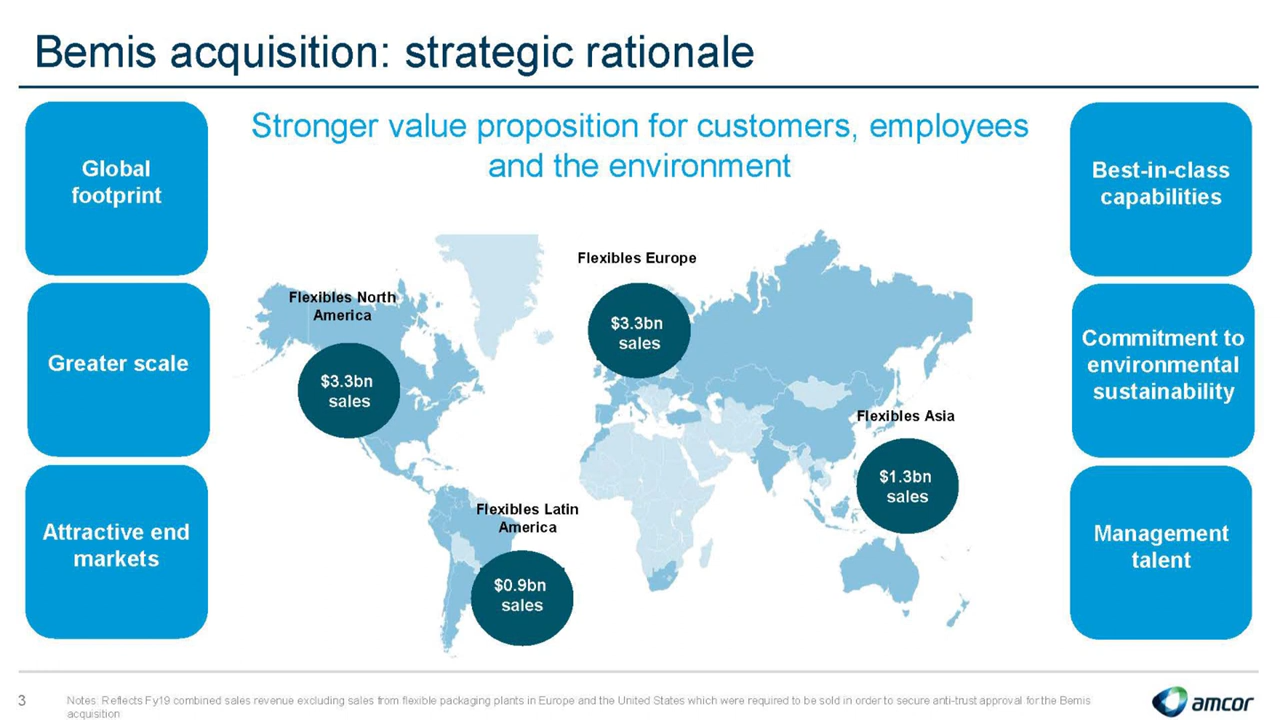 Bemis acquisition: strategic rationale
Stronger value proposition for customers, employees
and the environment
Global
footprint
Greater scale
Attractive end
markets
Flexibles North
America
$3.3bn
sales
Flexibles Europe
$3.3bn
sales
Flexibles Asia
$1.3bn
sales
Flexibles Latin
America
$0.9bn
sales
Best-in-class
capabilities
Commitment to
environmental
sustainability
Management
talent
3
Notes: Reflects Fy19 combined sales revenue excluding sales from flexible packaging plants in Europe and the United States which were required to be sold in order to secure anti-trust approval for the Bemis
acquisition
amcor